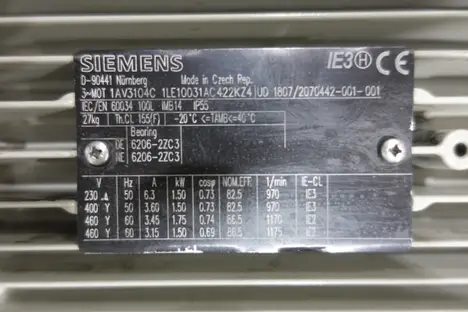 SIEMENS IE3 H CE
D-90441 Nürnberg Made in Czech Rep.
3~MOT 1AV3104C 1LE10031AC422KZ4 UD 1807/2070442-001-001
IEC/EN 60034 100L IMB14 IP55
27kg Th.Cl. 155(F) -20°C <=TAMB<=40°C
Bearing
DE 6206-2ZC3
NE 6206-2ZC3
V Hz A kW cosφ NOM.EFF 1/min IE-CL
230 Δ 50 6.3 1.50 0.73 82.5 970 IE3
400 Y 50 3.60 1.50 0.73 82.5 970 IE3
460 Y 60 3.45 1.75 0.74 86.5 1170 IE2
460 Y 60 3.15 1.50 0.69 88.5 1175